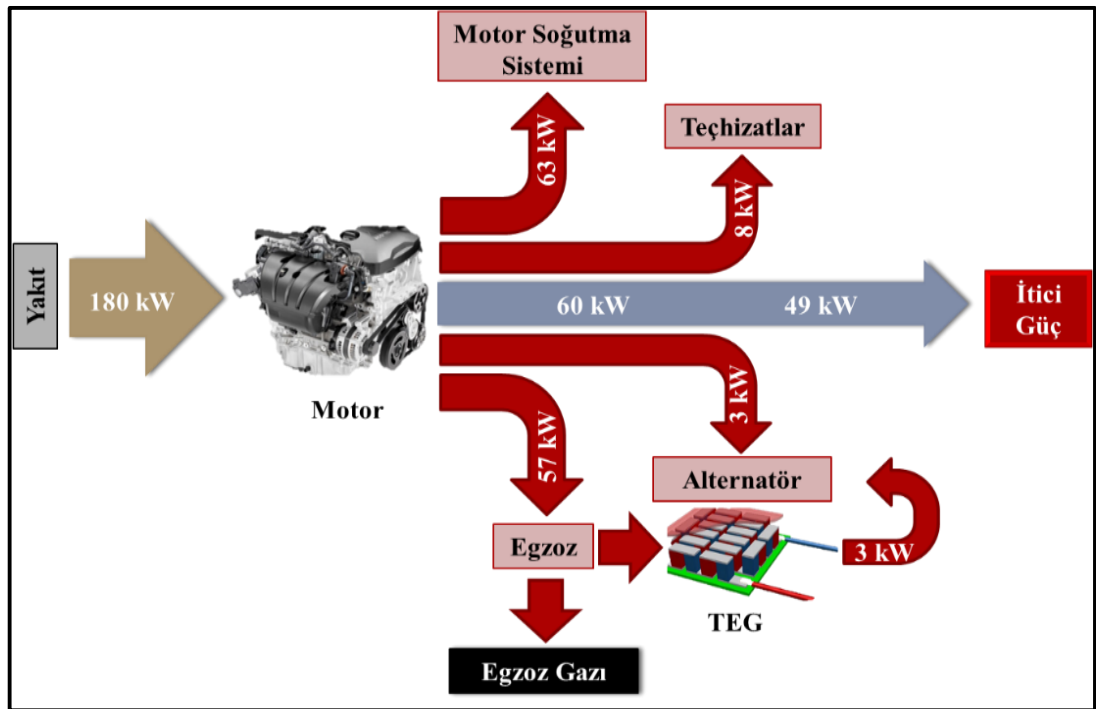 Motor Soğutma
Sistemi
Teçhizatlar
63 kW
8 kW
Yakıt
180 kW
60 kW
49 kW
İtici
Güç
Motor
3 kW
57 kW
Alternatör
Egzoz
3 kW
TEG
Egzoz Gazı